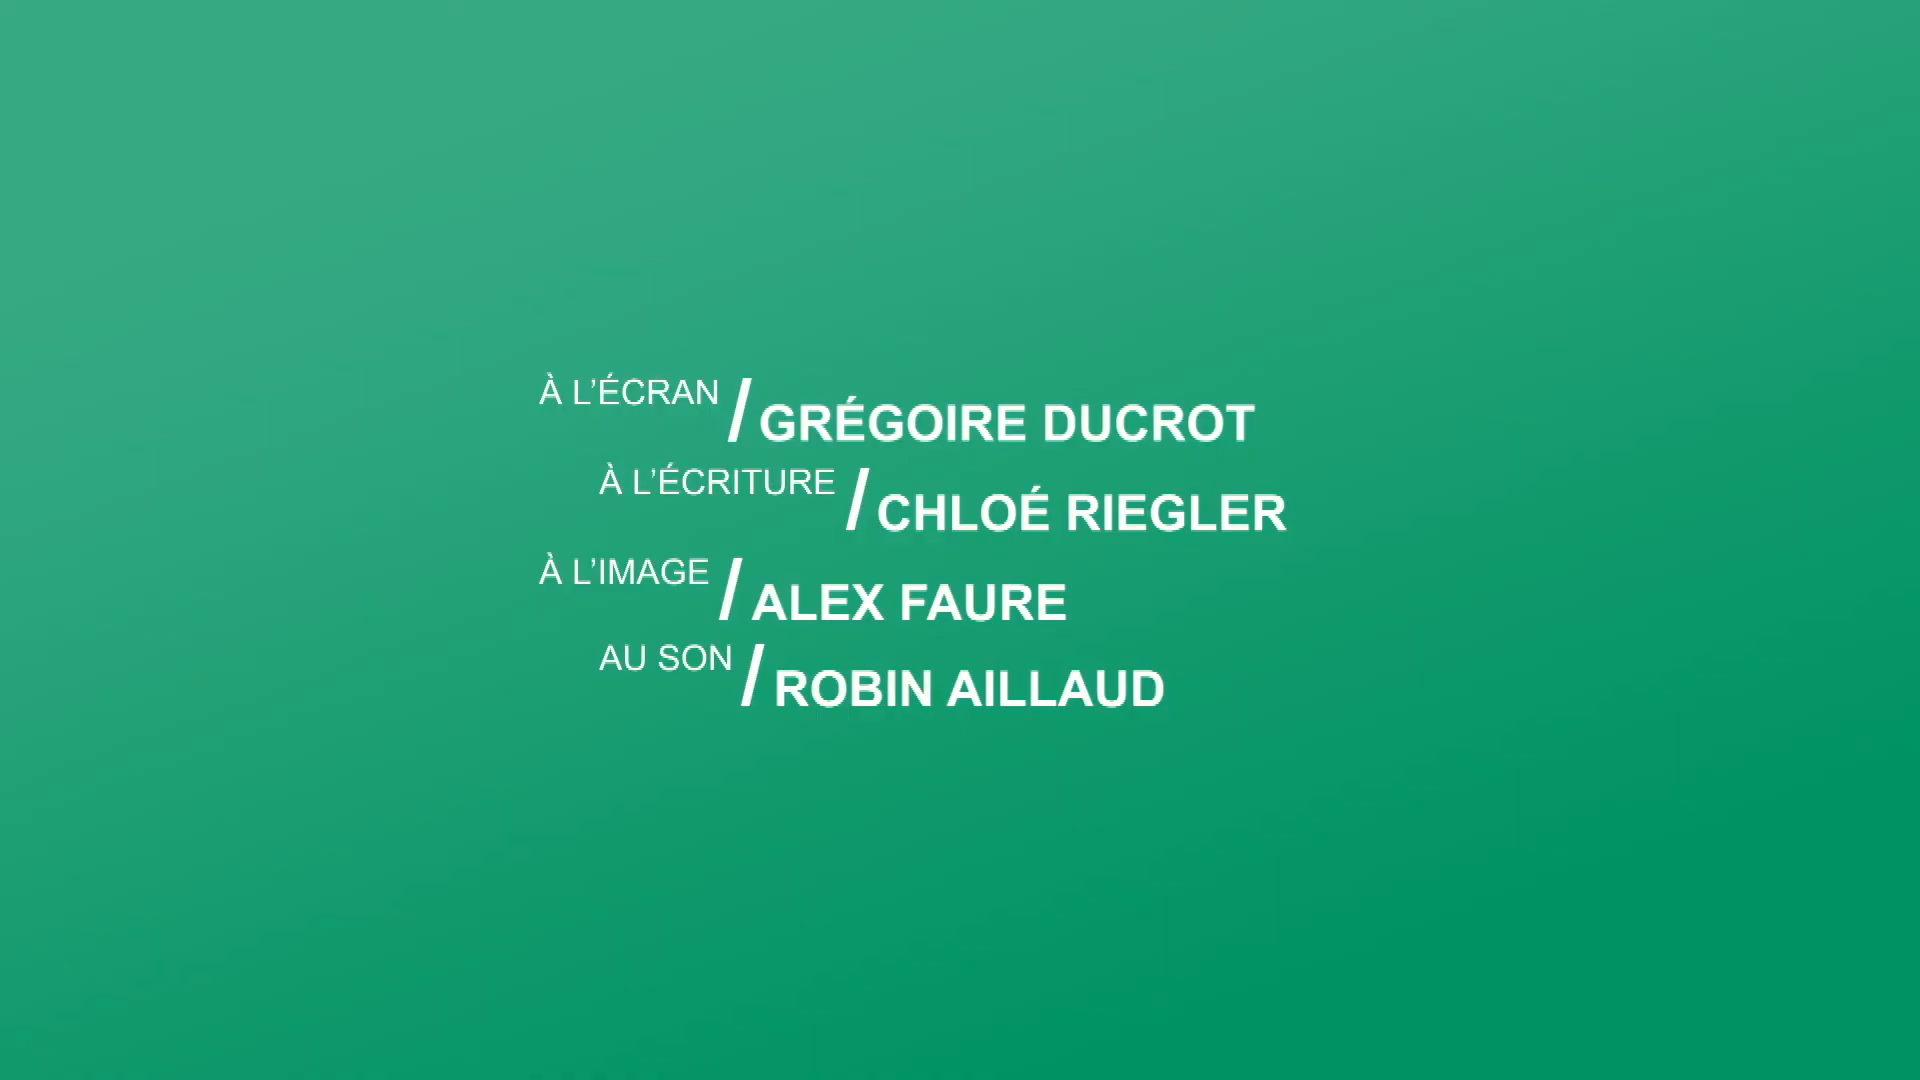 À L’ÉCRAN / GRÉGOIRE DUCROT
À L’ÉCRITURE / CHLOÉ RIEGLER
À L’IMAGE / ALEX FAURE
AU SON / ROBIN AILLAUD